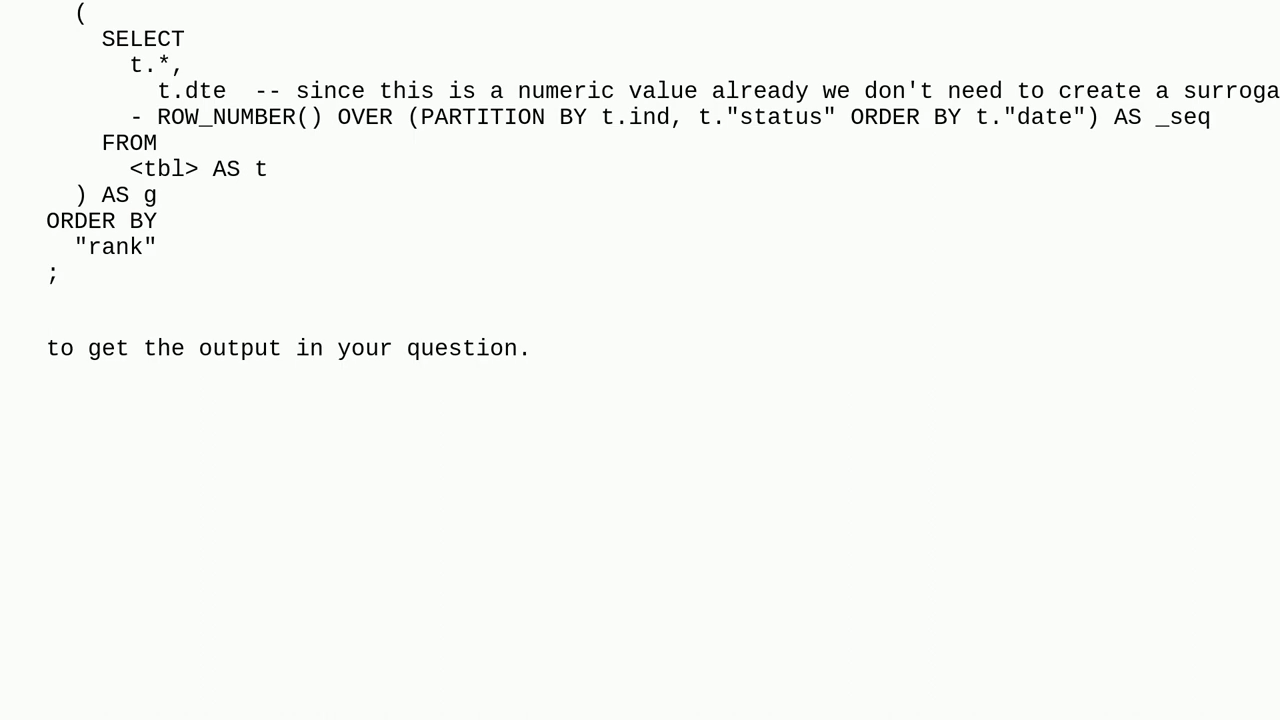 (
SELECT
t.*,
t.dte  -- since this is a numeric value already we don't need to create a
- ROW_NUMBER() OVER (PARTITION BY t.ind, t."status" ORDER BY t."date") AS _seq
FROM
<tbl> AS t
) AS g
ORDER BY
"rank"
;
to get the output in your question.